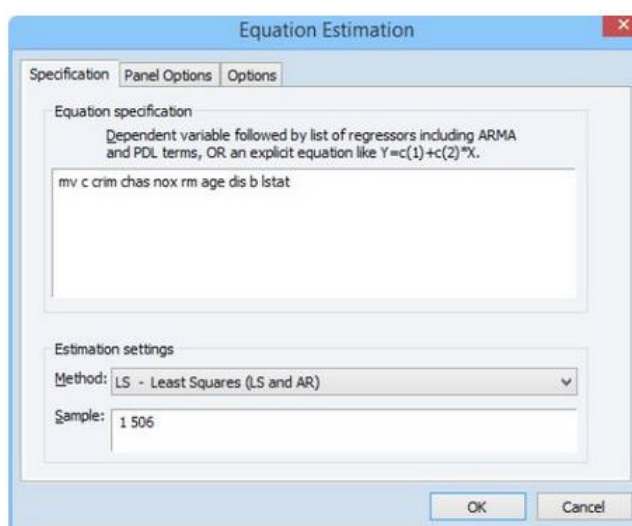 Equation Estimation
Specification Panel Options Options
Equation specification
Dependent variable followed by list of regressors including ARMA
and PDL terms, OR an explicit equation like Y=c(1)+c(2)*X.
mv c crim chas nox rm age dis b lstat
Estimation settings
Method: LS - Least Squares (LS and AR)
Sample: 1 506
OK Cancel